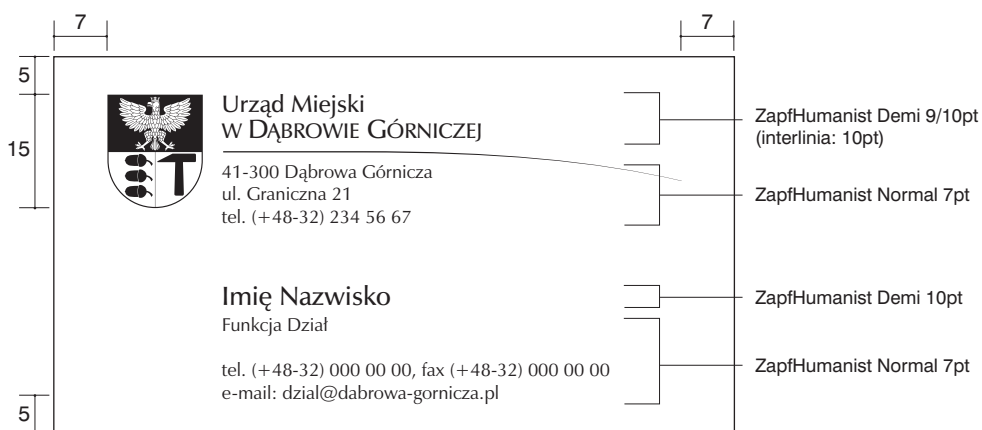 7
7
5
15
Urząd Miejski
W DĄBROWIE GÓRNICZEJ
ZapfHumanist Demi 9/10pt
(interlinia: 10pt)
41-300 Dąbrowa Górnicza
ul. Graniczna 21
tel. (+48-32) 234 56 67
ZapfHumanist Normal 7pt
Imię Nazwisko
ZapfHumanist Demi 10pt
Funkcja Dział
tel. (+48-32) 000 00 00, fax (+48-32) 000 00 00
e-mail: dzial@dabrowa-gornicza.pl
ZapfHumanist Normal 7pt
5